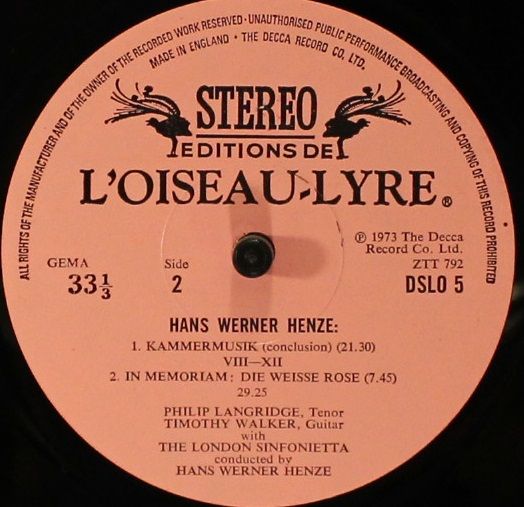 ALL RIGHTS OF THE MANUFACTURER AND OF THE OWNER OF THE RECORDED WORK RESERVED · UNAUTHORISED PUBLIC PERFORMANCE BROADCASTING AND COPYING OF THIS RECORD PROHIBITED
MADE IN ENGLAND · THE DECCA RECORD CO. LTD.
STEREO
EDITIONS DE
L'OISEAU-LYRE ®
℗ 1973 The Decca
Record Co. Ltd.
GEMA
Side
ZTT 792
33 1/3
2
DSLO 5
HANS WERNER HENZE:
1. KAMMERMUSIK (conclusion) (21.30)
VIII—XII
2. IN MEMORIAM: DIE WEISSE ROSE (7.45)
29.25
PHILIP LANGRIDGE, Tenor
TIMOTHY WALKER, Guitar
with
THE LONDON SINFONIETTA
conducted by
HANS WERNER HENZE